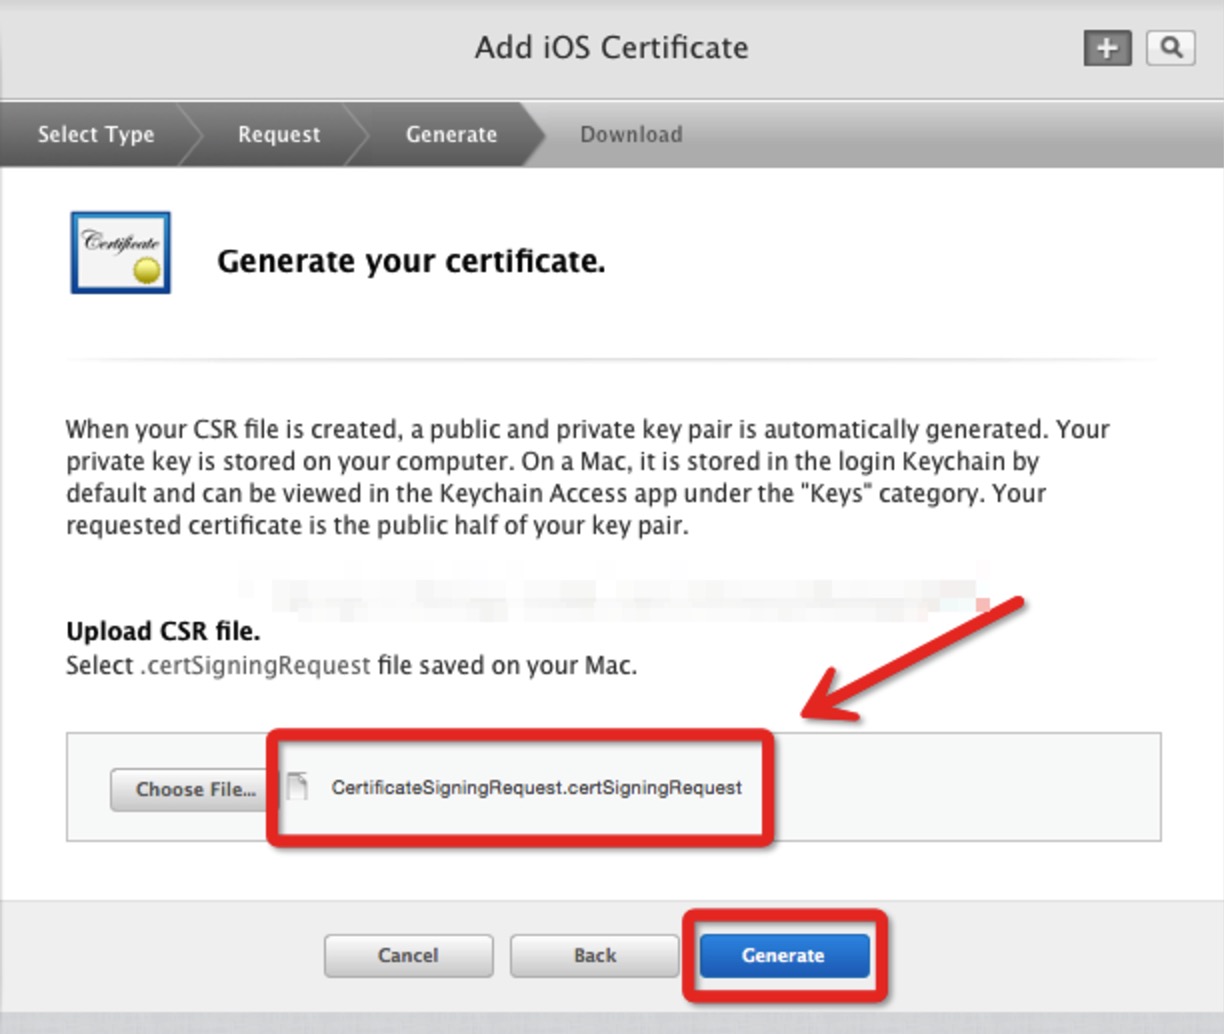 Add iOS Certificate
Select Type
Request
Generate
Download
Certificate
Generate your certificate.
When your CSR file is created, a public and private key pair is automatically generated. Your
private key is stored on your computer. On a Mac, it is stored in the login Keychain by
default and can be viewed in the Keychain Access app under the "Keys" category. Your
requested certificate is the public half of your key pair.
Upload CSR file.
Select .certSigningRequest file saved on your Mac.
Choose File...
CertificateSigningRequest.certSigningRequest
Cancel
Back
Generate